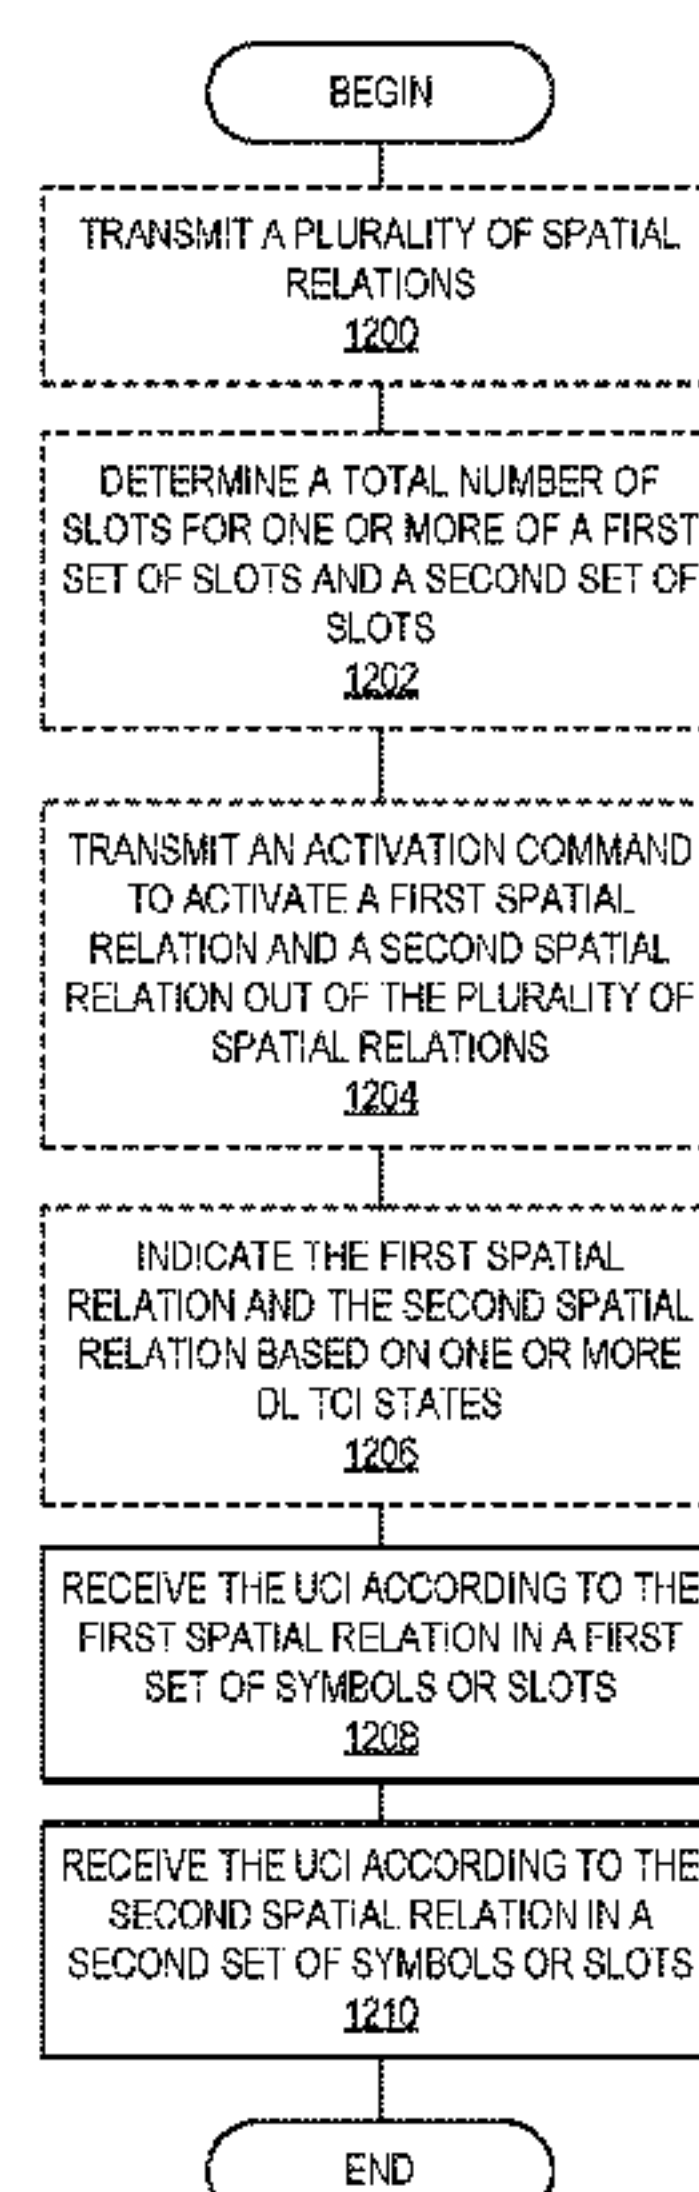 BEGIN
TRANSMIT A PLURALITY OF SPATIAL
RELATIONS
1200
DETERMINE A TOTAL NUMBER OF
SLOTS FOR ONE OR MORE OF A FIRST
SET OF SLOTS AND A SECOND SET OF
SLOTS
1202
TRANSMIT AN ACTIVATION COMMAND
TO ACTIVATE A FIRST SPATIAL
RELATION AND A SECOND SPATIAL
RELATION OUT OF THE PLURALITY OF
SPATIAL RELATIONS
1204
INDICATE THE FIRST SPATIAL
RELATION AND THE SECOND SPATIAL
RELATION BASED ON ONE OR MORE
DL TCI STATES
1206
RECEIVE THE UCI ACCORDING TO THE
FIRST SPATIAL RELATION IN A FIRST
SET OF SYMBOLS OR SLOTS
1208
RECEIVE THE UCI ACCORDING TO THE
SECOND SPATIAL RELATION IN A
SECOND SET OF SYMBOLS OR SLOTS
1210
END